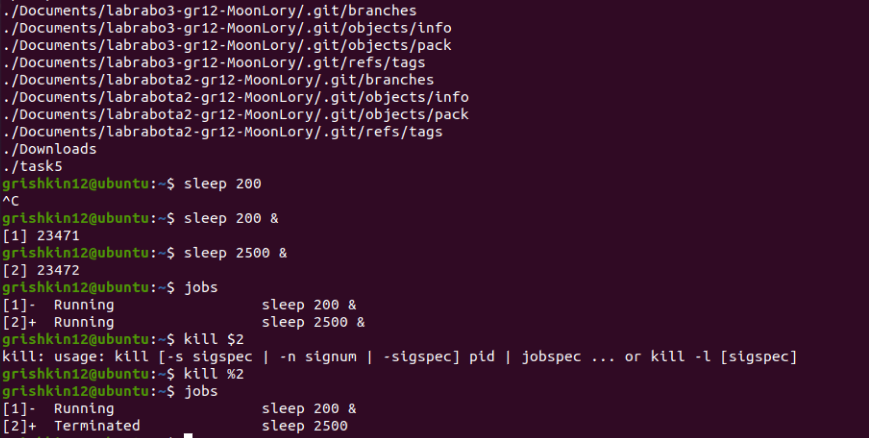 ./Documents/labrabo3-gr12-MoonLory/.git/branches
./Documents/labrabo3-gr12-MoonLory/.git/objects/info
./Documents/labrabo3-gr12-MoonLory/.git/objects/pack
./Documents/labrabo3-gr12-MoonLory/.git/refs/tags
./Documents/labrabota2-gr12-MoonLory/.git/branches
./Documents/labrabota2-gr12-MoonLory/.git/objects/info
./Documents/labrabota2-gr12-MoonLory/.git/objects/pack
./Documents/labrabota2-gr12-MoonLory/.git/refs/tags
./Downloads
./task5
grishkin12@ubuntu:~$ sleep 200
^C
grishkin12@ubuntu:~$ sleep 200 &
[1] 23471
grishkin12@ubuntu:~$ sleep 2500 &
[2] 23472
grishkin12@ubuntu:~$ jobs
[1]-  Running                 sleep 200 &
[2]+  Running                 sleep 2500 &
grishkin12@ubuntu:~$ kill $2
kill: usage: kill [-s sigspec | -n signum | -sigspec] pid | jobspec ... or kill -l [sigspec]
grishkin12@ubuntu:~$ kill %2
grishkin12@ubuntu:~$ jobs
[1]-  Running                 sleep 200 &
[2]+  Terminated              sleep 2500
grishkin12@ubuntu:~$